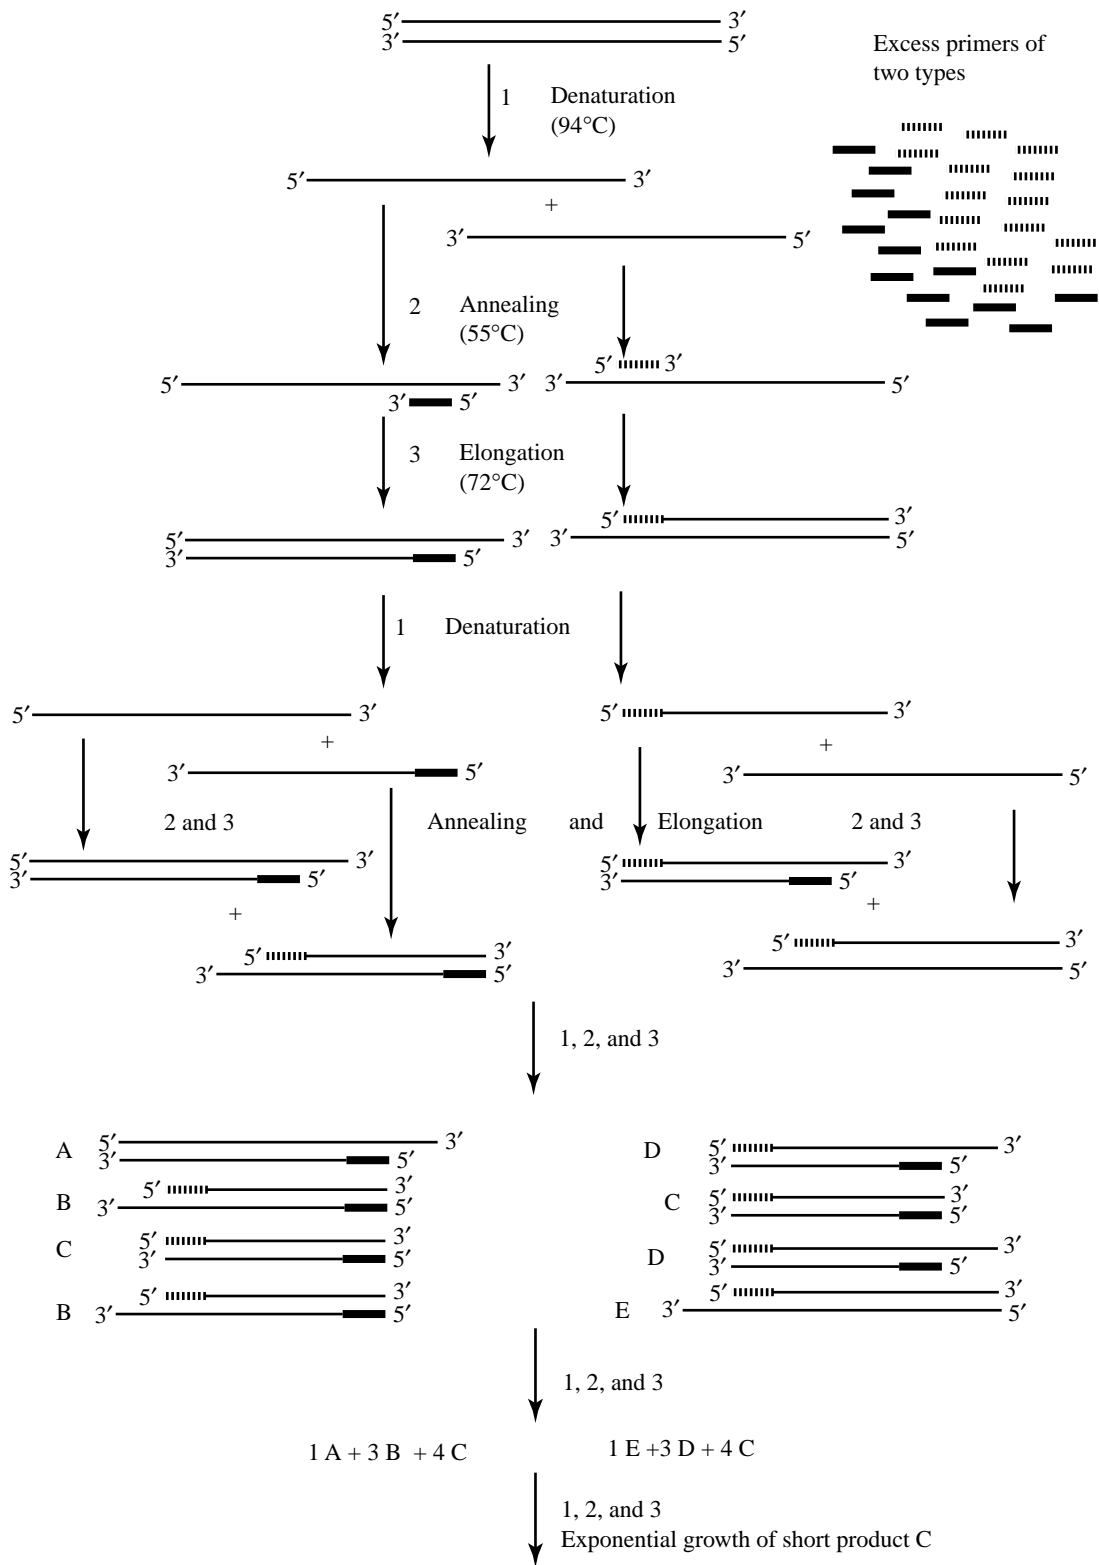 5′ 3′
3′ 5′
Excess primers of
two types
1 Denaturation
(94°C)
5′ 3′
+
3′ 5′
2 Annealing
(55°C)
5′ 3′
5′ 3′
3′ 5′
3′ 5′
3 Elongation
(72°C)
5′ 3′
3′ 5′
5′ 3′
3′ 5′
1 Denaturation
5′ 3′
5′ 3′
+
+
3′ 5′
3′ 5′
2 and 3 Annealing and Elongation 2 and 3
5′ 3′
3′ 5′
5′ 3′
3′ 5′
+
+
5′ 3′
3′ 5′
5′ 3′
3′ 5′
1, 2, and 3
A 5′ 3′
3′ 5′
B 5′ 3′
3′ 5′
C 5′ 3′
3′ 5′
B 5′ 3′
3′ 5′
D 5′ 3′
3′ 5′
C 5′ 3′
3′ 5′
D 5′ 3′
3′ 5′
E 5′ 3′
3′ 5′
1, 2, and 3
1 A + 3 B + 4 C
1 E +3 D + 4 C
1, 2, and 3
Exponential growth of short product C